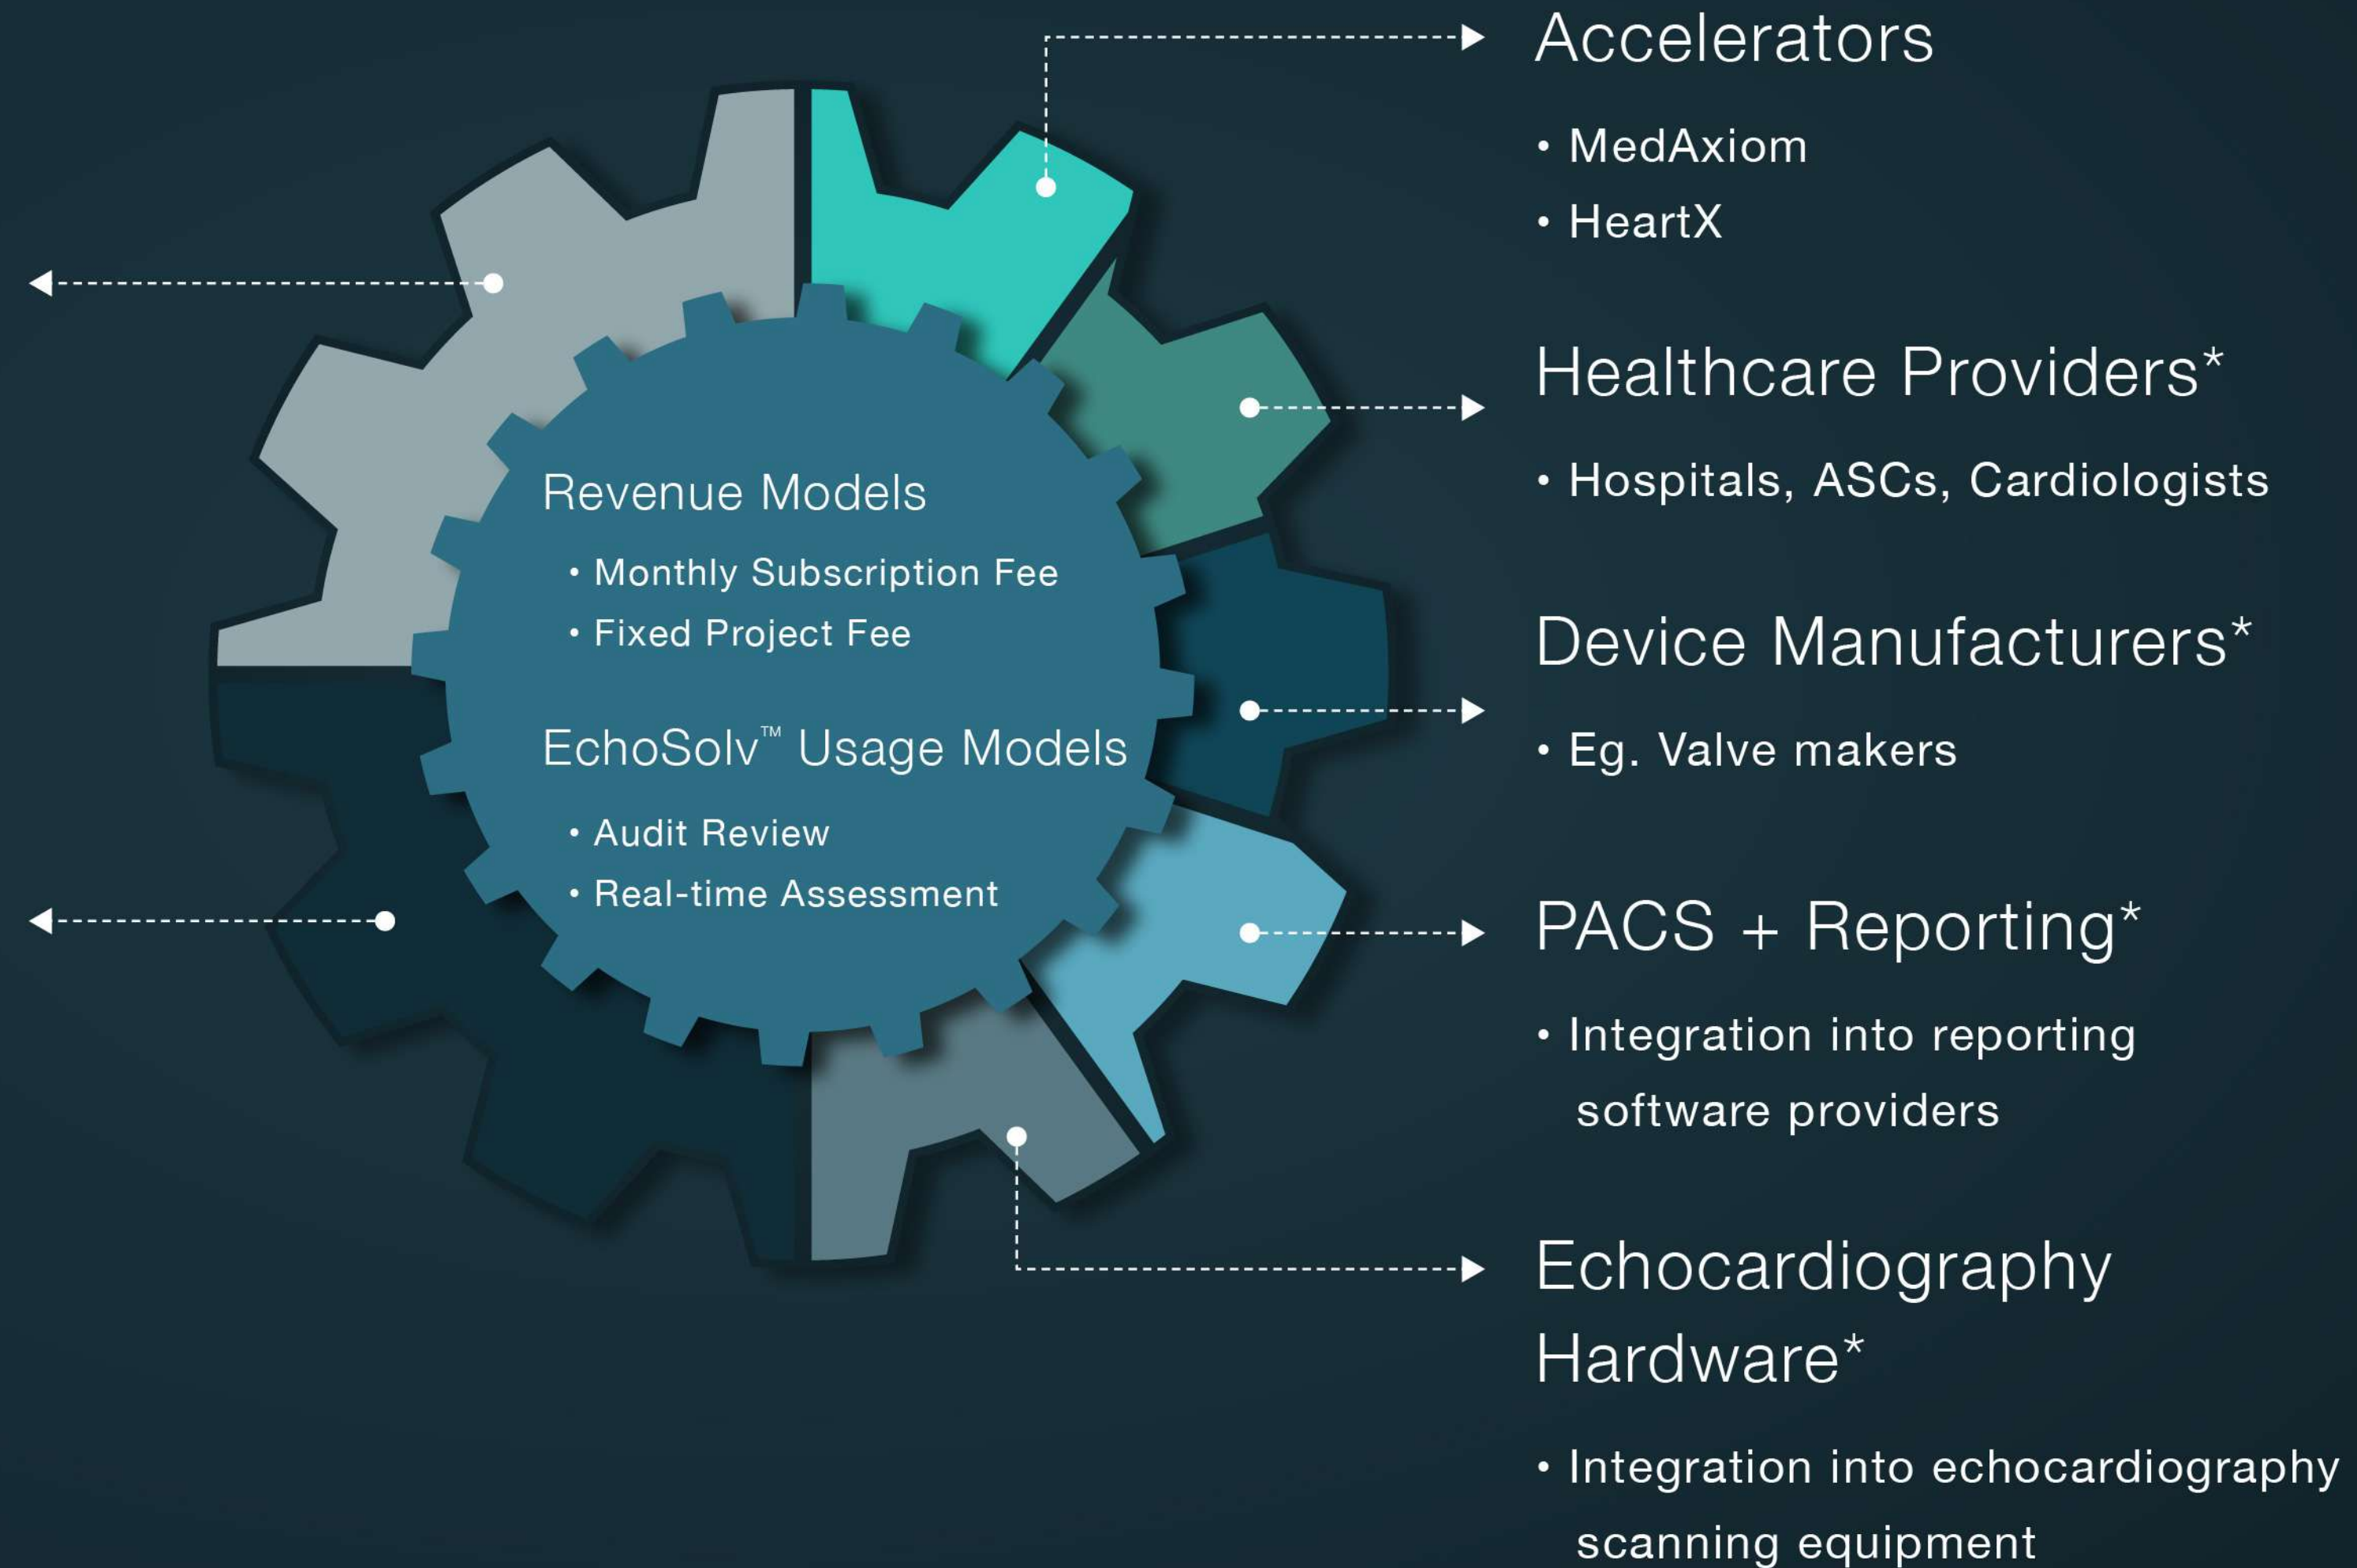 Revenue Models
• Monthly Subscription Fee
• Fixed Project Fee
EchoSolv™ Usage Models
• Audit Review
• Real-time Assessment
Accelerators
• MedAxiom
• HeartX
Healthcare Providers*
• Hospitals, ASCs, Cardiologists
Device Manufacturers*
• Eg. Valve makers
PACS + Reporting*
• Integration into reporting
software providers
Echocardiography
Hardware*
• Integration into echocardiography
scanning equipment